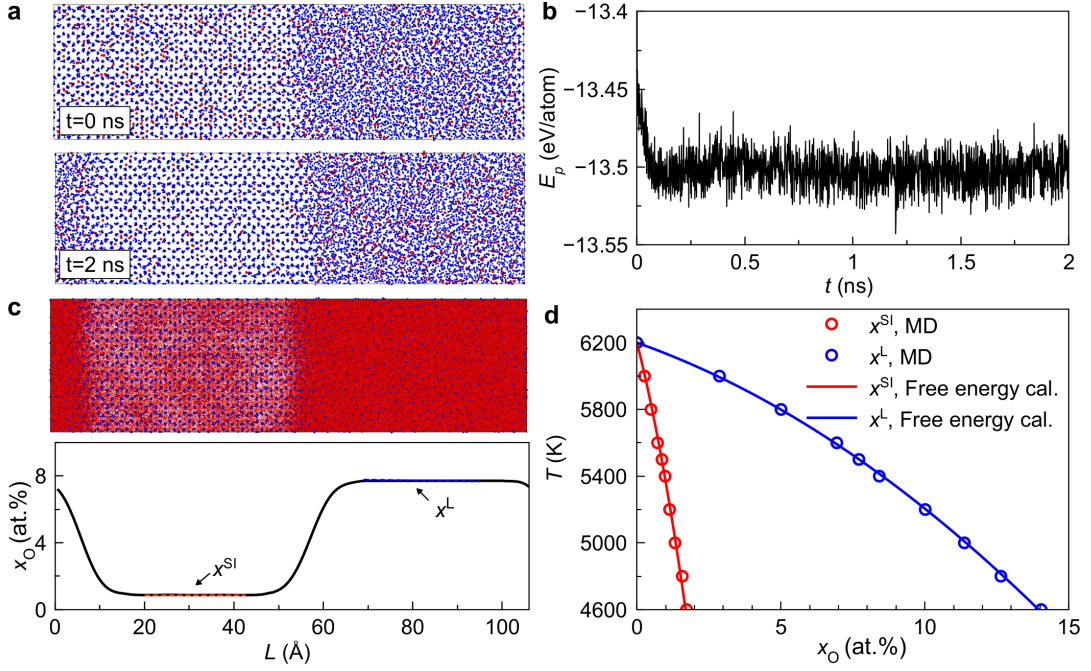 a
t=0 ns
t=2 ns
b
−13.4
−13.45
−13.5
−13.55
E_p (eV/atom)
0 0.5 1 1.5 2
t (ns)
c
8
4
0
x_O (at.%)
x^L
x^SI
0 20 40 60 80 100
L (Å)
d
x^SI, MD
x^L, MD
x^SI, Free energy cal.
x^L, Free energy cal.
6200
5800
5400
5000
4600
T (K)
0 5 10 15
x_O (at.%)